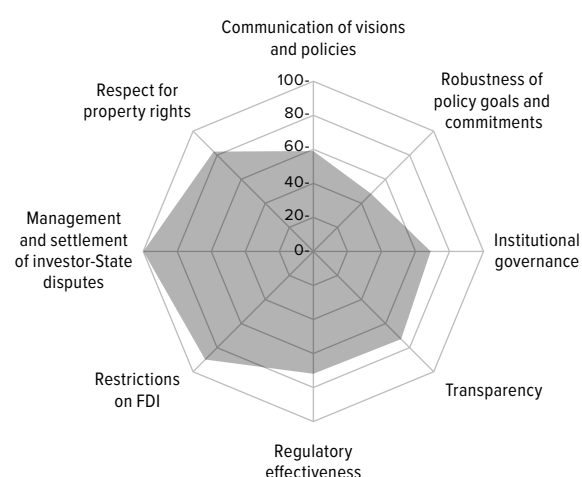 Communication of visions
and policies
Robustness of
policy goals and
commitments
Institutional
governance
Transparency
Regulatory
effectiveness
Restrictions
on FDI
Management
and settlement
of investor-State
disputes
Respect for
property rights
100-
80-
60-
40-
20-
0-